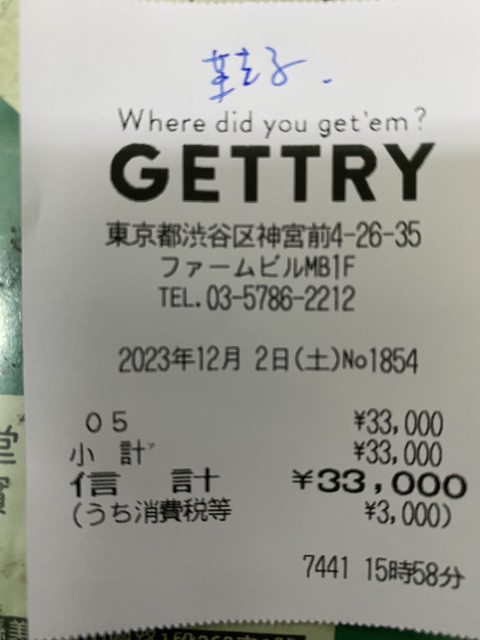 鞋子.
Where did you get'em?
GETTRY
東京都渋谷区神宮前4-26-35
ファームビルMB1F
TEL.03-5786-2212
2023年12月 2日(土)No1854
05 ¥33,000
小 計 ¥33,000
信 計 ¥33,000
(うち消費税等 ¥3,000)
7441 15時58分